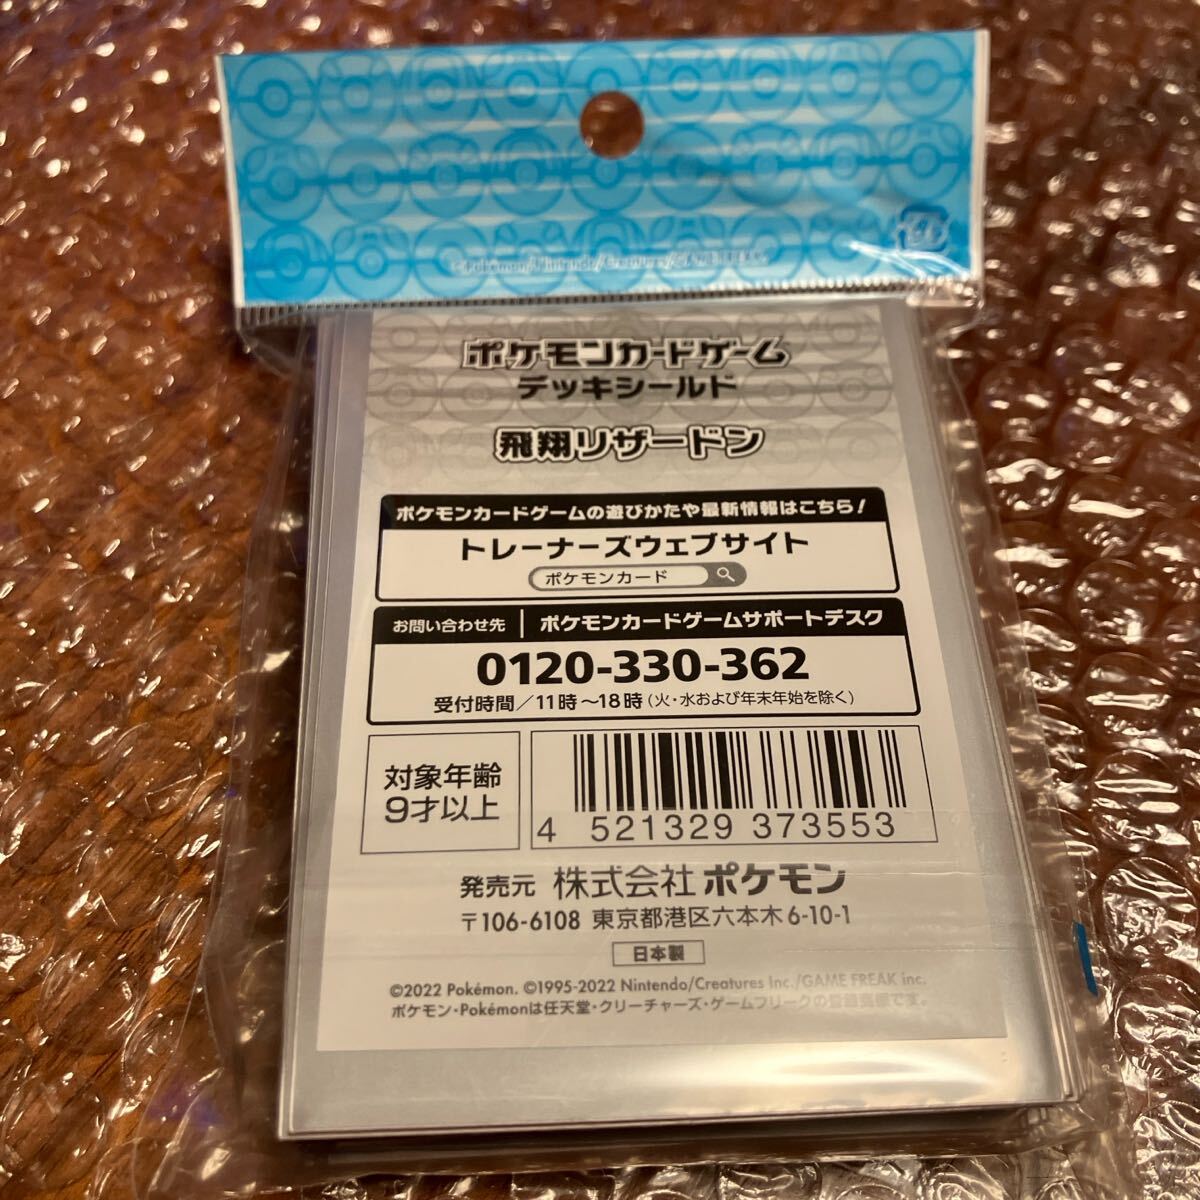 ポケモンカードゲーム
デッキシールド
飛翔リザードン
ポケモンカードゲームの遊びかたや最新情報はこちら！
トレーナーズウェブサイト
ポケモンカード
お問い合わせ先 ポケモンカードゲームサポートデスク
0120-330-362
受付時間／11時～18時（火・水および年末年始を除く）
対象年齢
9才以上
4 521329 373553
発売元 株式会社 ポケモン
〒106-6108 東京都港区六本木6-10-1
日本製
©2022 Pokémon. ©1995-2022 Nintendo/Creatures Inc./GAME FREAK inc.
ポケモン・Pokémonは任天堂・クリーチャーズ・ゲームフリークの登録商標です。